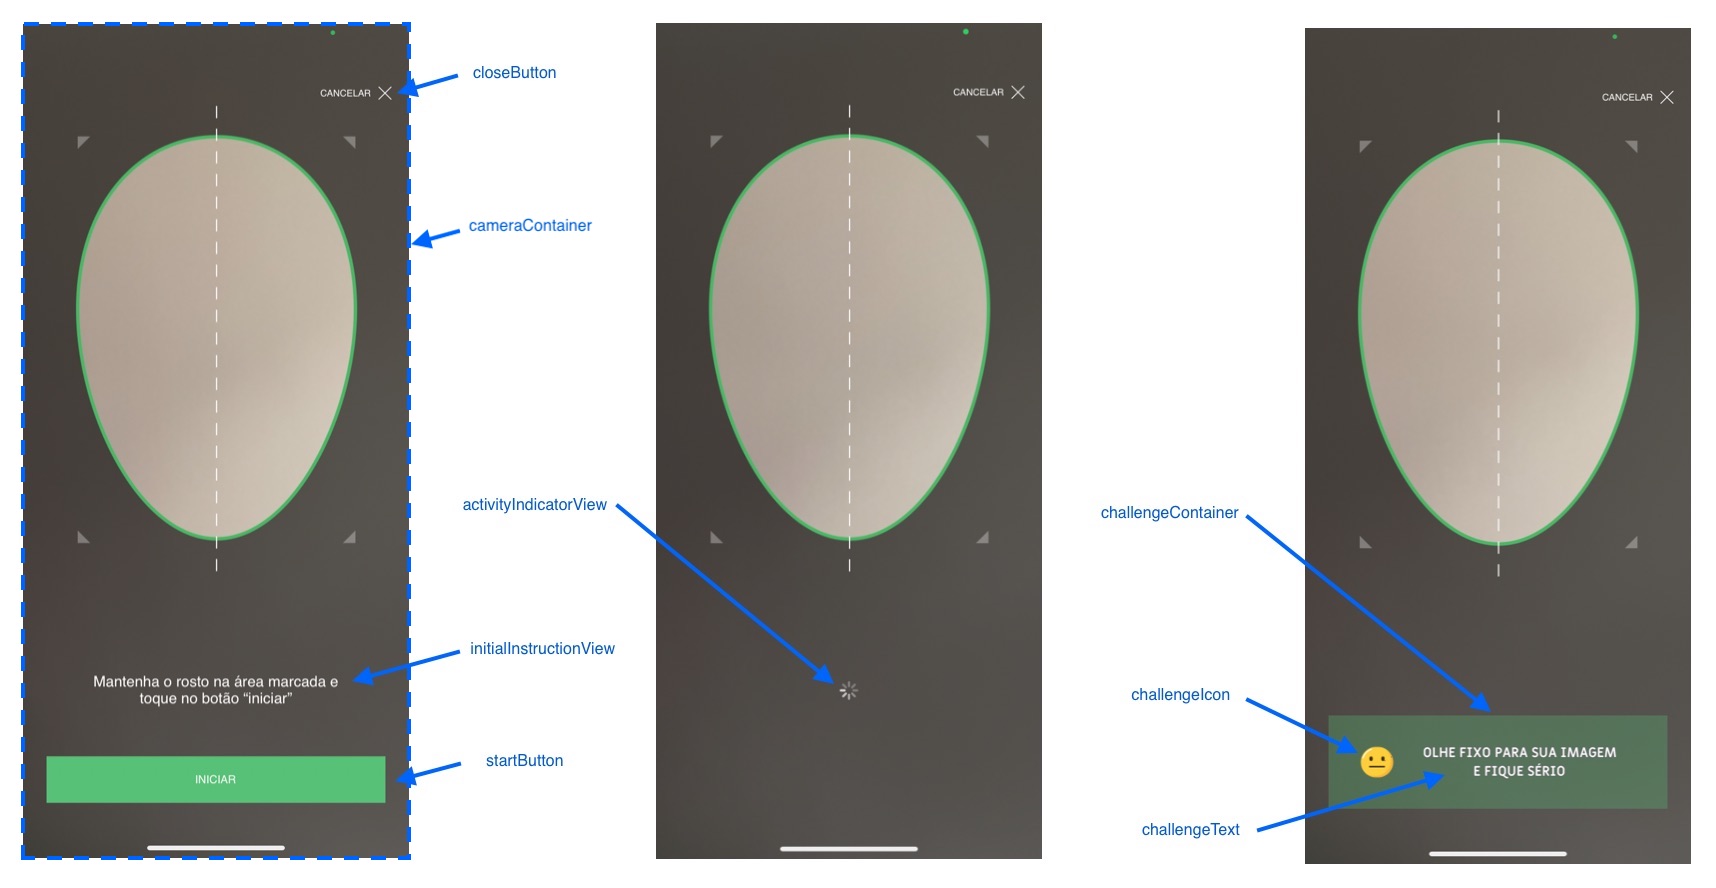 closeButton
CANCELAR
CANCELAR
CANCELAR
cameraContainer
activityIndicatorView
challengeContainer
initialInstructionView
Mantenha o rosto na área marcada e
toque no botão “iniciar”
challengeIcon
startButton
INICIAR
OLHE FIXO PARA SUA IMAGEM
E FIQUE SÉRIO
challengeText